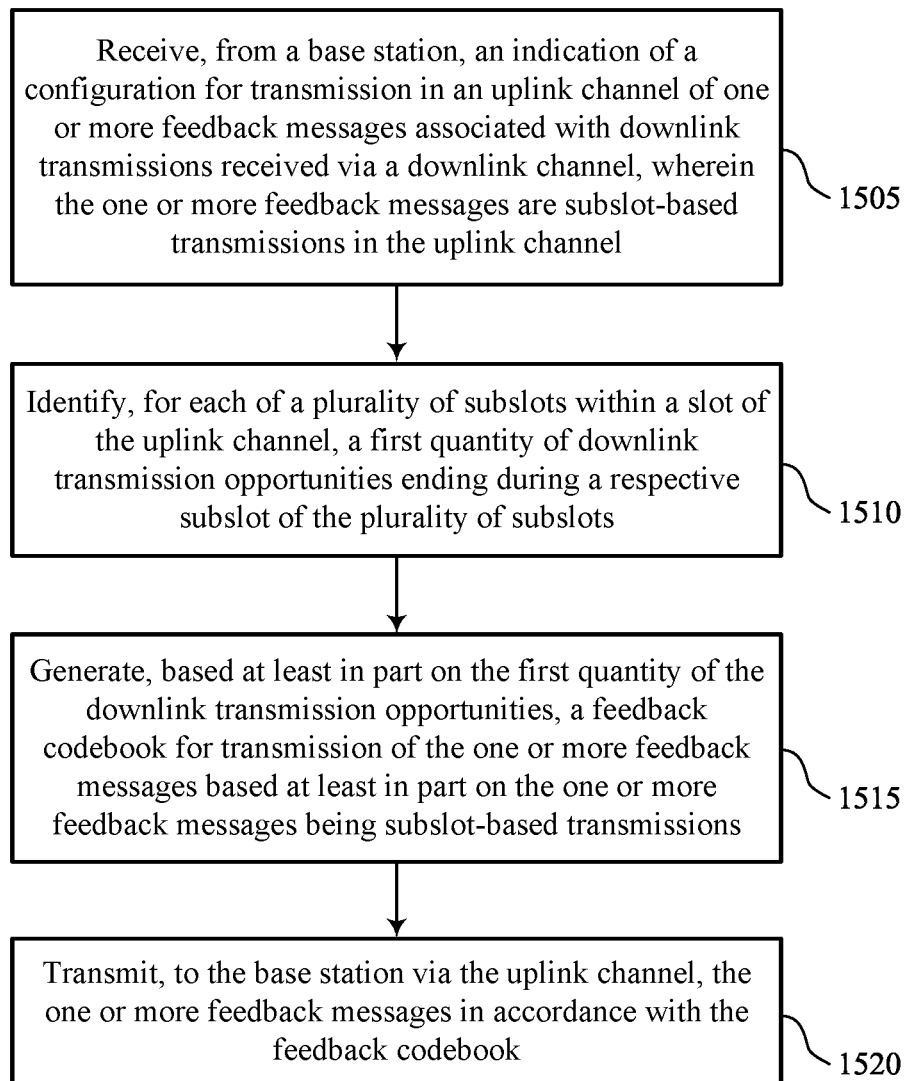 Receive, from a base station, an indication of a
configuration for transmission in an uplink channel of one
or more feedback messages associated with downlink
transmissions received via a downlink channel, wherein
the one or more feedback messages are subslot-based
transmissions in the uplink channel
1505
Identify, for each of a plurality of subslots within a slot of
the uplink channel, a first quantity of downlink
transmission opportunities ending during a respective
subslot of the plurality of subslots
1510
Generate, based at least in part on the first quantity of the
downlink transmission opportunities, a feedback
codebook for transmission of the one or more feedback
messages based at least in part on the one or more
feedback messages being subslot-based transmissions
1515
Transmit, to the base station via the uplink channel, the
one or more feedback messages in accordance with the
feedback codebook
1520